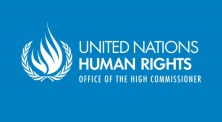 UNITED NATIONS
HUMAN RIGHTS
OFFICE OF THE HIGH COMMISSIONER